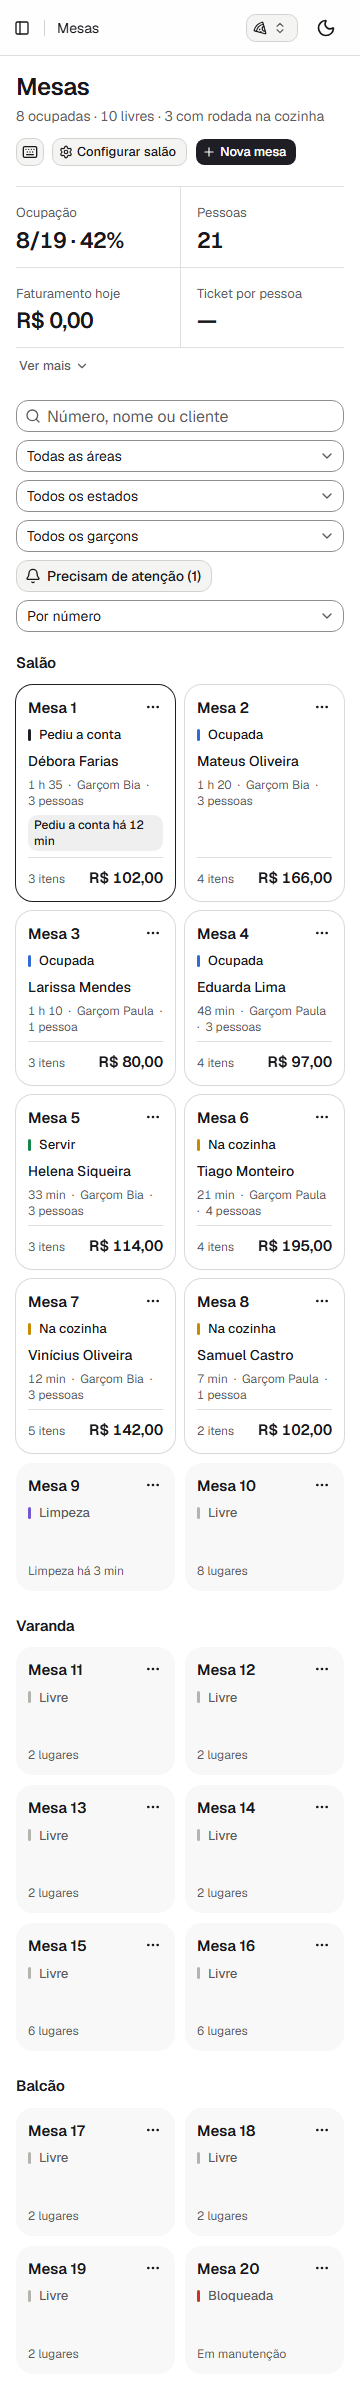 Mesas
Mesas
8 ocupadas · 10 livres · 3 com rodada na cozinha
Configurar salão
+ Nova mesa
Ocupação
8/19 · 42%
Pessoas
21
Faturamento hoje
R$ 0,00
Ticket por pessoa
—
Ver mais
Número, nome ou cliente
Todas as áreas
Todos os estados
Todos os garçons
Precisam de atenção (1)
Por número
Salão
Mesa 1
Pediu a conta
Débora Farias
1 h 35 · Garçom Bia ·
3 pessoas
Pediu a conta há 12
min
3 itens R$ 102,00
Mesa 2
Ocupada
Mateus Oliveira
1 h 20 · Garçom Bia ·
3 pessoas
4 itens R$ 166,00
Mesa 3
Ocupada
Larissa Mendes
1 h 10 · Garçom Paula ·
1 pessoa
3 itens R$ 80,00
Mesa 4
Ocupada
Eduarda Lima
48 min · Garçom Paula
· 3 pessoas
4 itens R$ 97,00
Mesa 5
Servir
Helena Siqueira
33 min · Garçom Bia ·
3 pessoas
3 itens R$ 114,00
Mesa 6
Na cozinha
Tiago Monteiro
21 min · Garçom Paula
· 4 pessoas
4 itens R$ 195,00
Mesa 7
Na cozinha
Vinícius Oliveira
12 min · Garçom Bia ·
3 pessoas
5 itens R$ 142,00
Mesa 8
Na cozinha
Samuel Castro
7 min · Garçom Paula ·
1 pessoa
2 itens R$ 102,00
Mesa 9
Limpeza
Limpeza há 3 min
Mesa 10
Livre
8 lugares
Varanda
Mesa 11
Livre
2 lugares
Mesa 12
Livre
2 lugares
Mesa 13
Livre
2 lugares
Mesa 14
Livre
2 lugares
Mesa 15
Livre
6 lugares
Mesa 16
Livre
6 lugares
Balcão
Mesa 17
Livre
2 lugares
Mesa 18
Livre
2 lugares
Mesa 19
Livre
2 lugares
Mesa 20
Bloqueada
Em manutenção